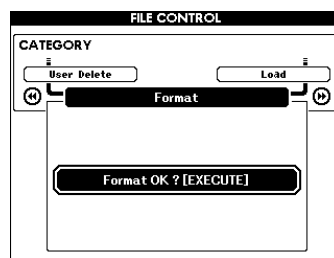 FILE CONTROL
CATEGORY
User Delete
Load
Format
Format OK ? [EXECUTE]